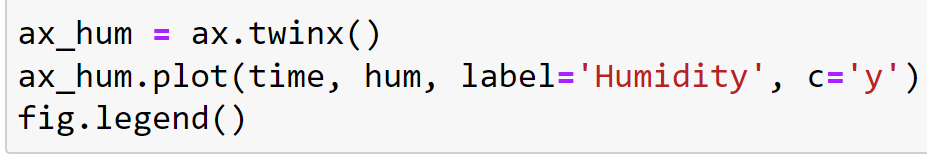 ax_hum = ax.twinx()
ax_hum.plot(time, hum, label='Humidity', c='y')
fig.legend()